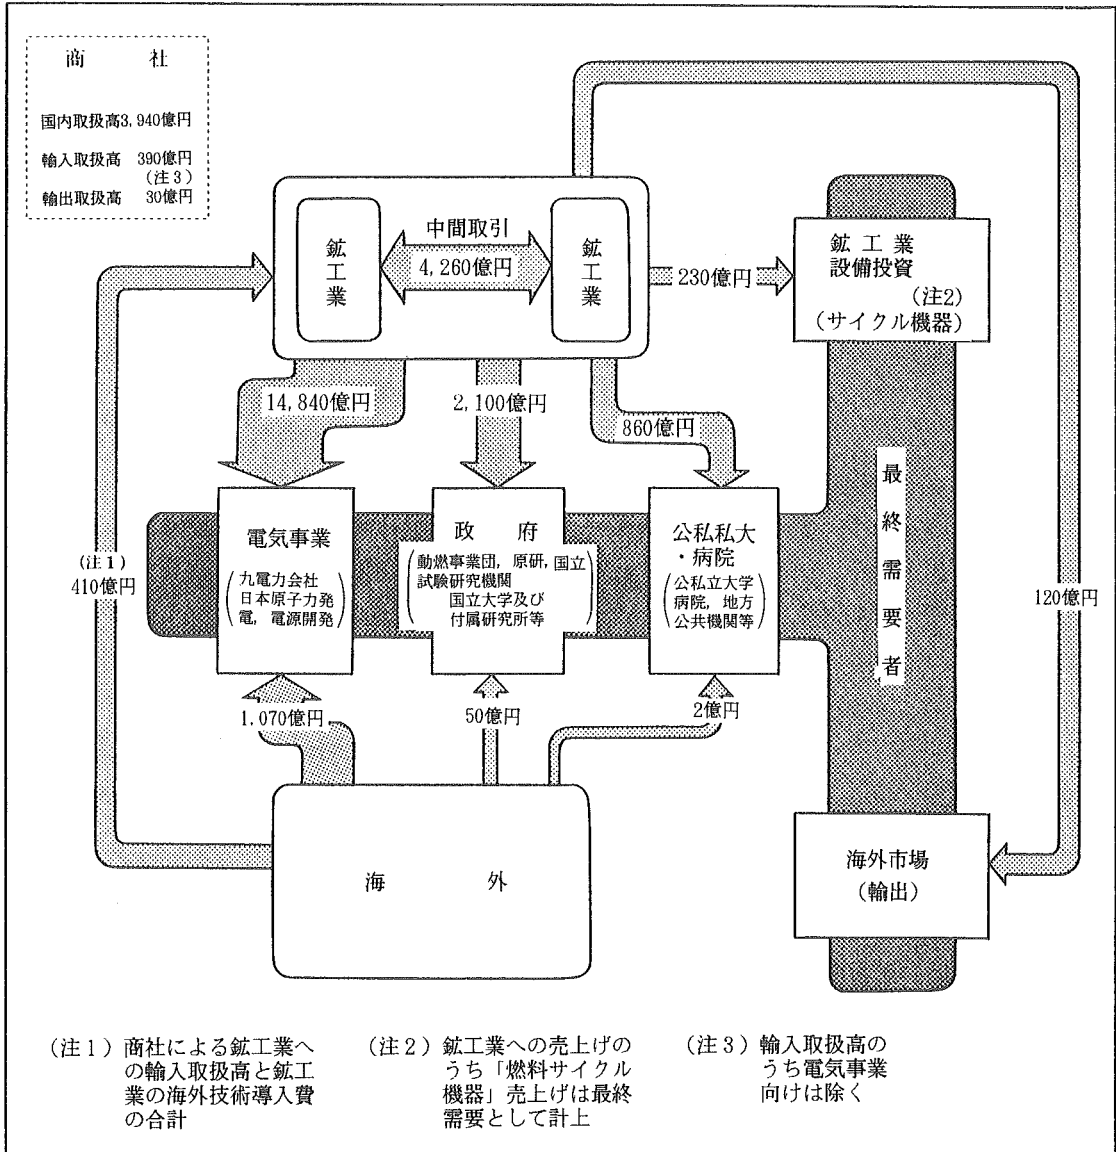 商　　社
国内取扱高3,940億円
輸入取扱高　390億円
(注3)
輸出取扱高　30億円
鉱工業
中間取引
4,260億円
鉱工業
230億円
鉱工業
設備投資
(注2)
(サイクル機器)
14,840億円
2,100億円
860億円
電気事業
(九電力会社
日本原子力発
電，電源開発)
政　　府
(動燃事業団，原研，国立
試験研究機関
国立大学及び
付属研究所等)
公私私大
・病院
(公私立大学
病院，地方
公共機関等)
最終需要者
(注1)
410億円
120億円
1,070億円
50億円
2億円
海　　外
海外市場
(輸出)
(注1) 商社による鉱工業へ
の輸入取扱高と鉱工
業の海外技術導入費
の合計
(注2) 鉱工業への売上げの
うち「燃料サイクル
機器」売上げは最終
需要として計上
(注3) 輸入取扱高の
うち電気事業
向けは除く